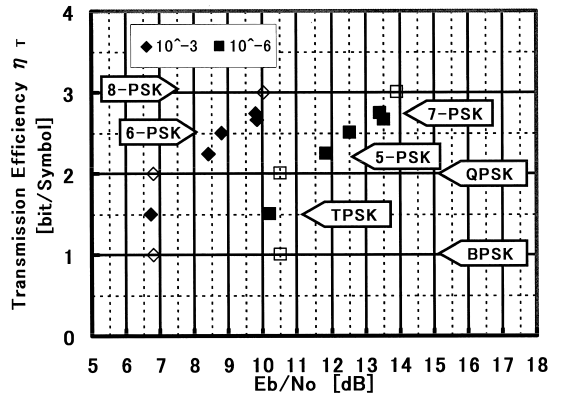 4
3
2
1
0
Transmission Efficiency η T
[bit/Symbol]
◆ 10^-3 ■ 10^-6
8-PSK
6-PSK
7-PSK
5-PSK
QPSK
TPSK
BPSK
5 6 7 8 9 10 11 12 13 14 15 16 17 18
Eb/No [dB]